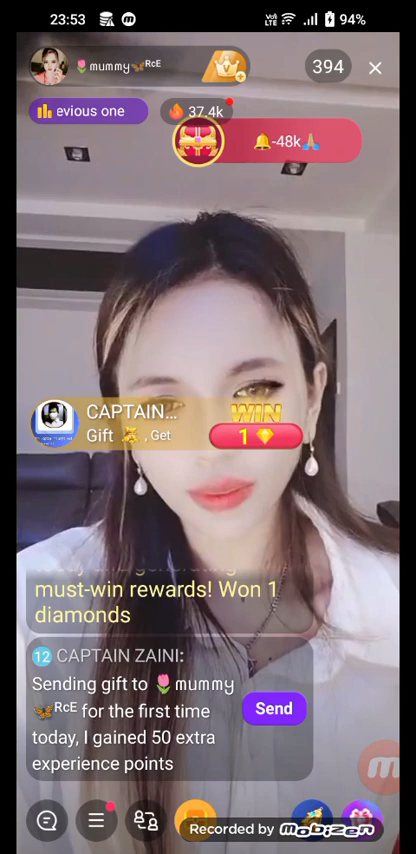 23:53
VoD
LTE
94%
🌷mummy🦋ᴿᶜᴱ
394
evious one
37.4k
🔔-48k🙏🏼
CAPTAIN...
WIN
Gift , Get
1
must-win rewards! Won 1
diamonds
12 CAPTAIN ZAINI:
Sending gift to 🌷mummy
🦋ᴿᶜᴱ for the first time
today, I gained 50 extra
experience points
Send
Recorded by mobizen